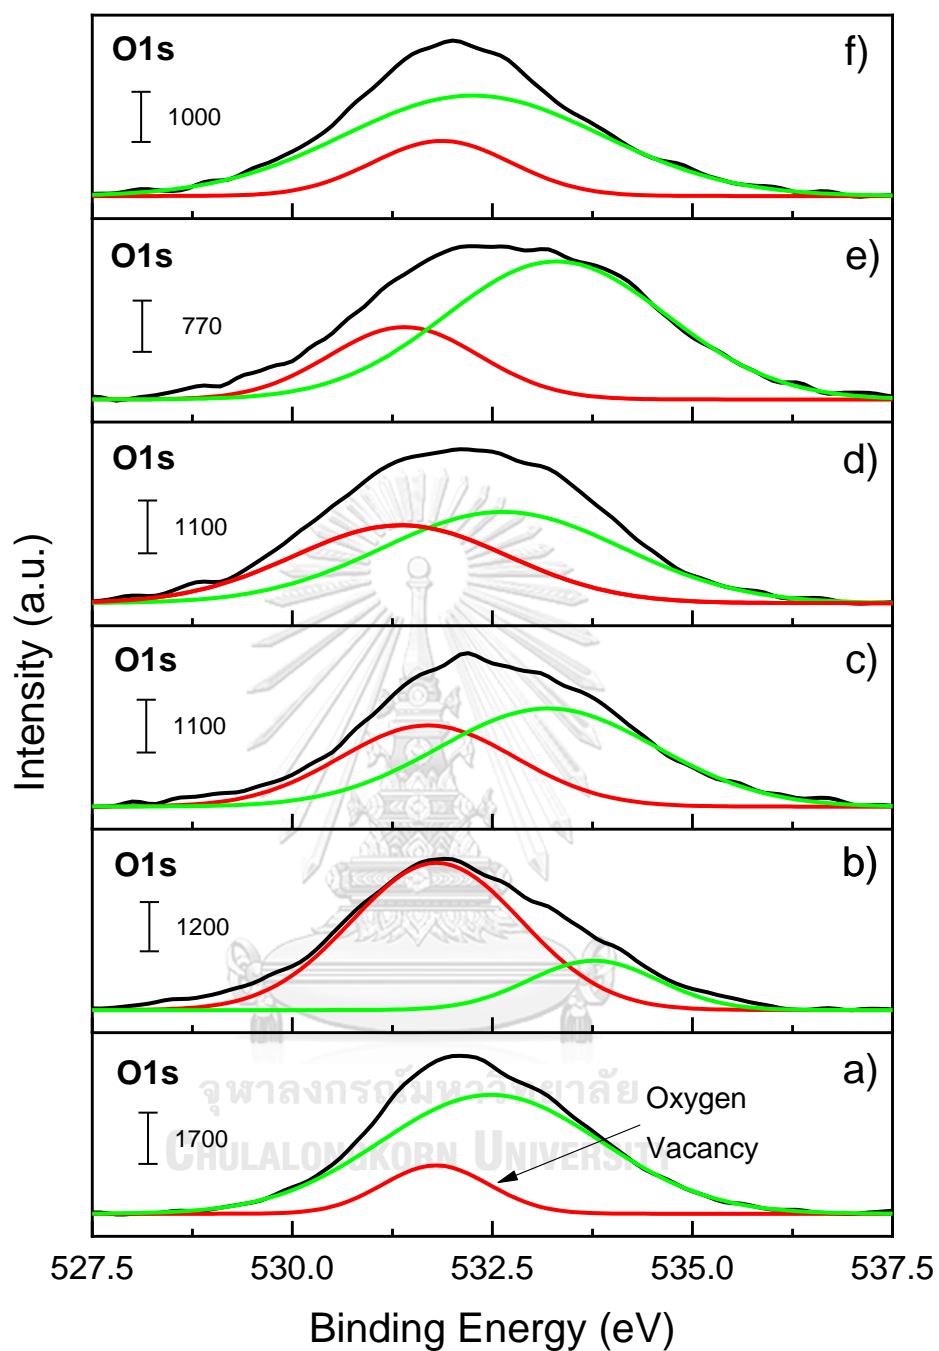 O1s
f)
1000
O1s
e)
770
O1s
d)
1100
O1s
c)
1100
O1s
b)
1200
O1s
a)
1700
Oxygen
Vacancy
จุฬาลงกรณ์มหาวิทยาลัย
CHULALONGKORN UNIVERSITY
Intensity (a.u.)
527.5 530.0 532.5 535.0 537.5
Binding Energy (eV)